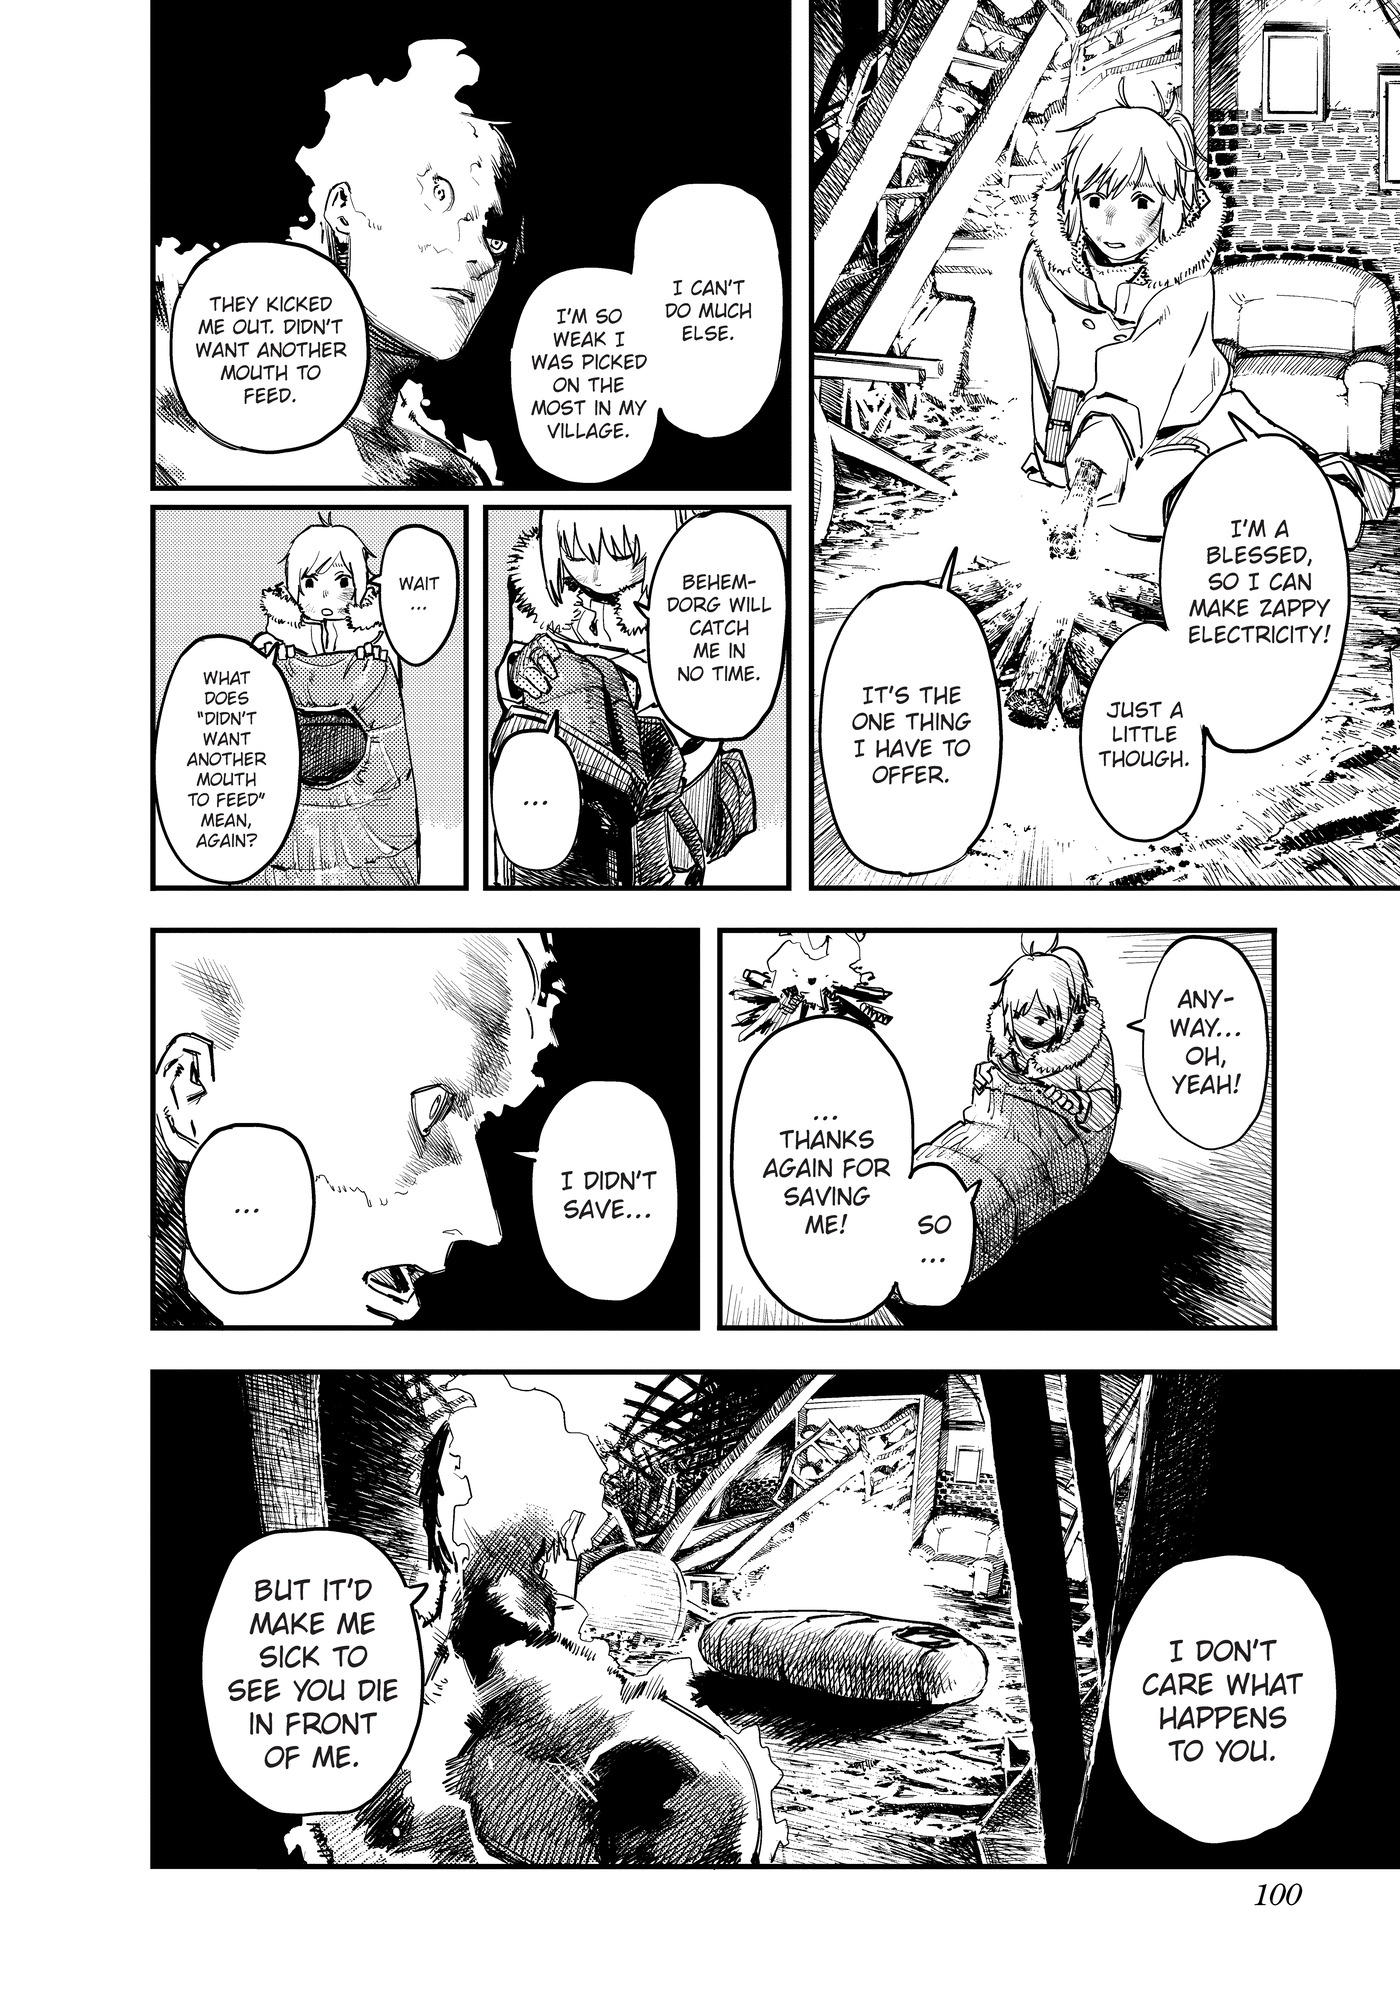 I'M A
BLESSED,
SO I CAN
MAKE ZAPPY
ELECTRICITY!
JUST A
LITTLE
THOUGH.
IT'S THE
ONE THING
I HAVE TO
OFFER.
I CAN'T
DO MUCH
ELSE.
I'M SO
WEAK I
WAS PICKED
ON THE
MOST IN MY
VILLAGE.
THEY KICKED
ME OUT. DIDN'T
WANT ANOTHER
MOUTH TO
FEED.
BEHEM-
DORG WILL
CATCH
ME IN
NO TIME.
...
WAIT
...
WHAT
DOES
"DIDN'T
WANT
ANOTHER
MOUTH
TO FEED"
MEAN,
AGAIN?
ANY-
WAY...
OH,
YEAH!
SO
...
...
THANKS
AGAIN FOR
SAVING
ME!
I DIDN'T
SAVE...
...
I DON'T
CARE WHAT
HAPPENS
TO YOU.
BUT IT'D
MAKE ME
SICK TO
SEE YOU DIE
IN FRONT
OF ME.
100